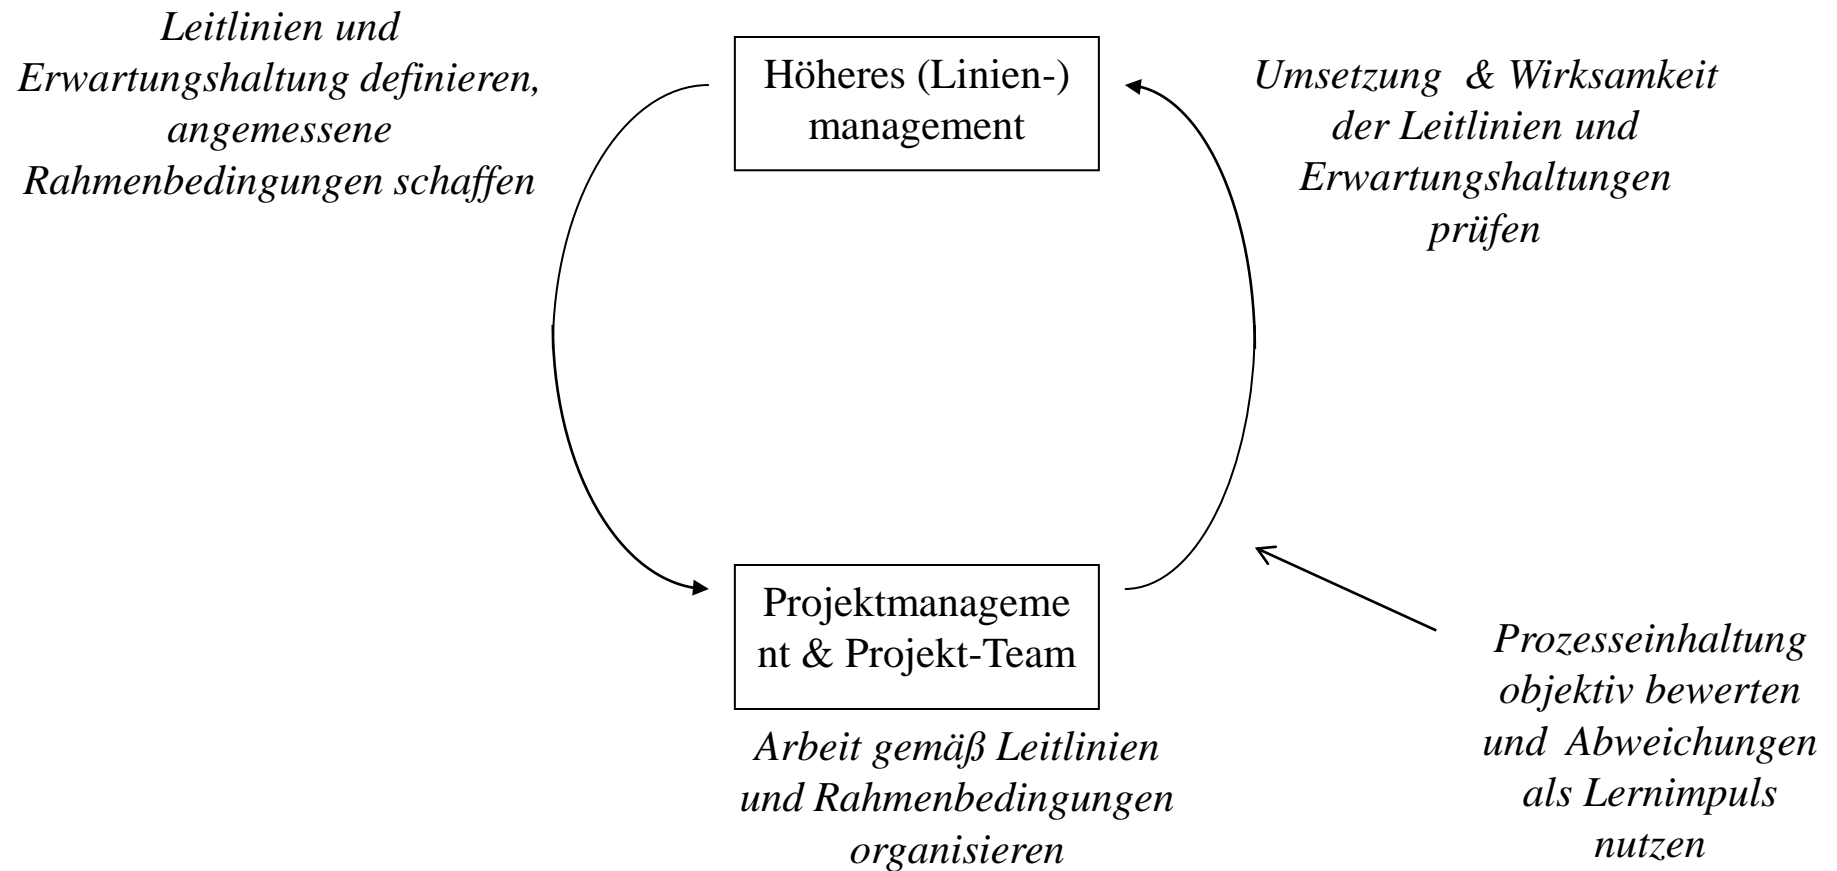 Leitlinien und
Erwartungshaltung definieren,
angemessene
Rahmenbedingungen schaffen
Höheres (Linien-)
management
Umsetzung  & Wirksamkeit
der Leitlinien und
Erwartungshaltungen
prüfen
Projektmanageme
nt & Projekt-Team
Arbeit gemäß Leitlinien
und Rahmenbedingungen
organisieren
Prozesseinhaltung
objektiv bewerten
und  Abweichungen
als Lernimpuls
nutzen